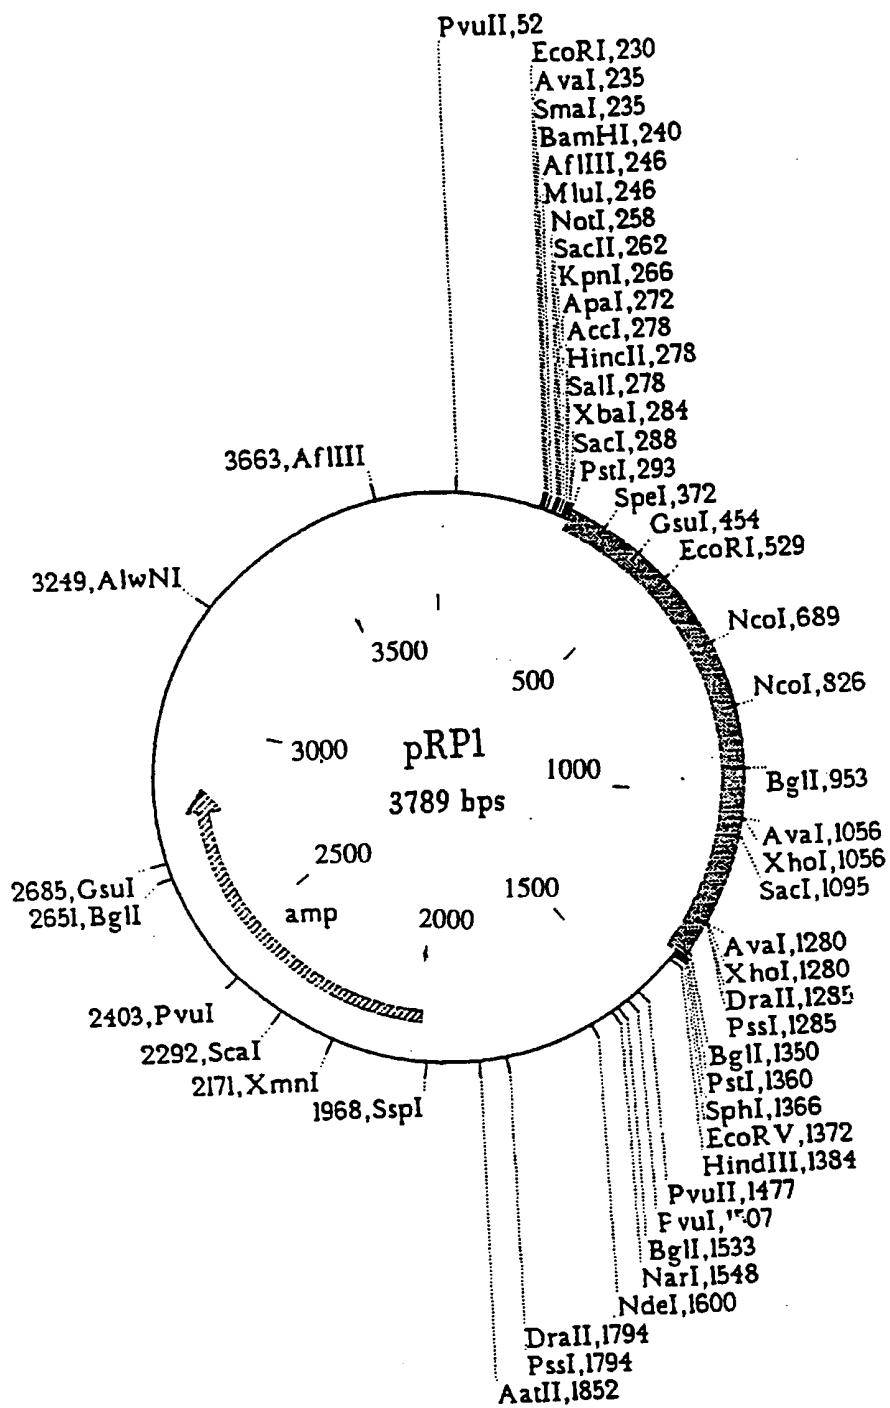 PvuII,52
EcoRI,230
AvaI,235
SmaI,235
BamHI,240
AflIII,246
MluI,246
NotI,258
SacII,262
KpnI,266
ApaI,272
AccI,278
HincII,278
SalI,278
XbaI,284
SacI,288
PstI,293
SpeI,372
GsuI,454
EcoRI,529
NcoI,689
NcoI,826
BglI,953
AvaI,1056
XhoI,1056
SacI,1095
AvaI,1280
XhoI,1280
DraII,1285
PssI,1285
BglI,1350
PstI,1360
SphI,1366
EcoRV,1372
HindIII,1384
PvuII,1477
BglI,1533
NarI,1548
NdeI,1600
DraII,1794
PssI,1794
AatII,1852
1968,SspI
2171,XmnI
2292,ScaI
2403,PvuI
2651,BglI
2685,GsuI
3249,AlwNI
3663,AflIII
3500
500
3000
pRP1
1000
3789 bps
2500
1500
amp
2000